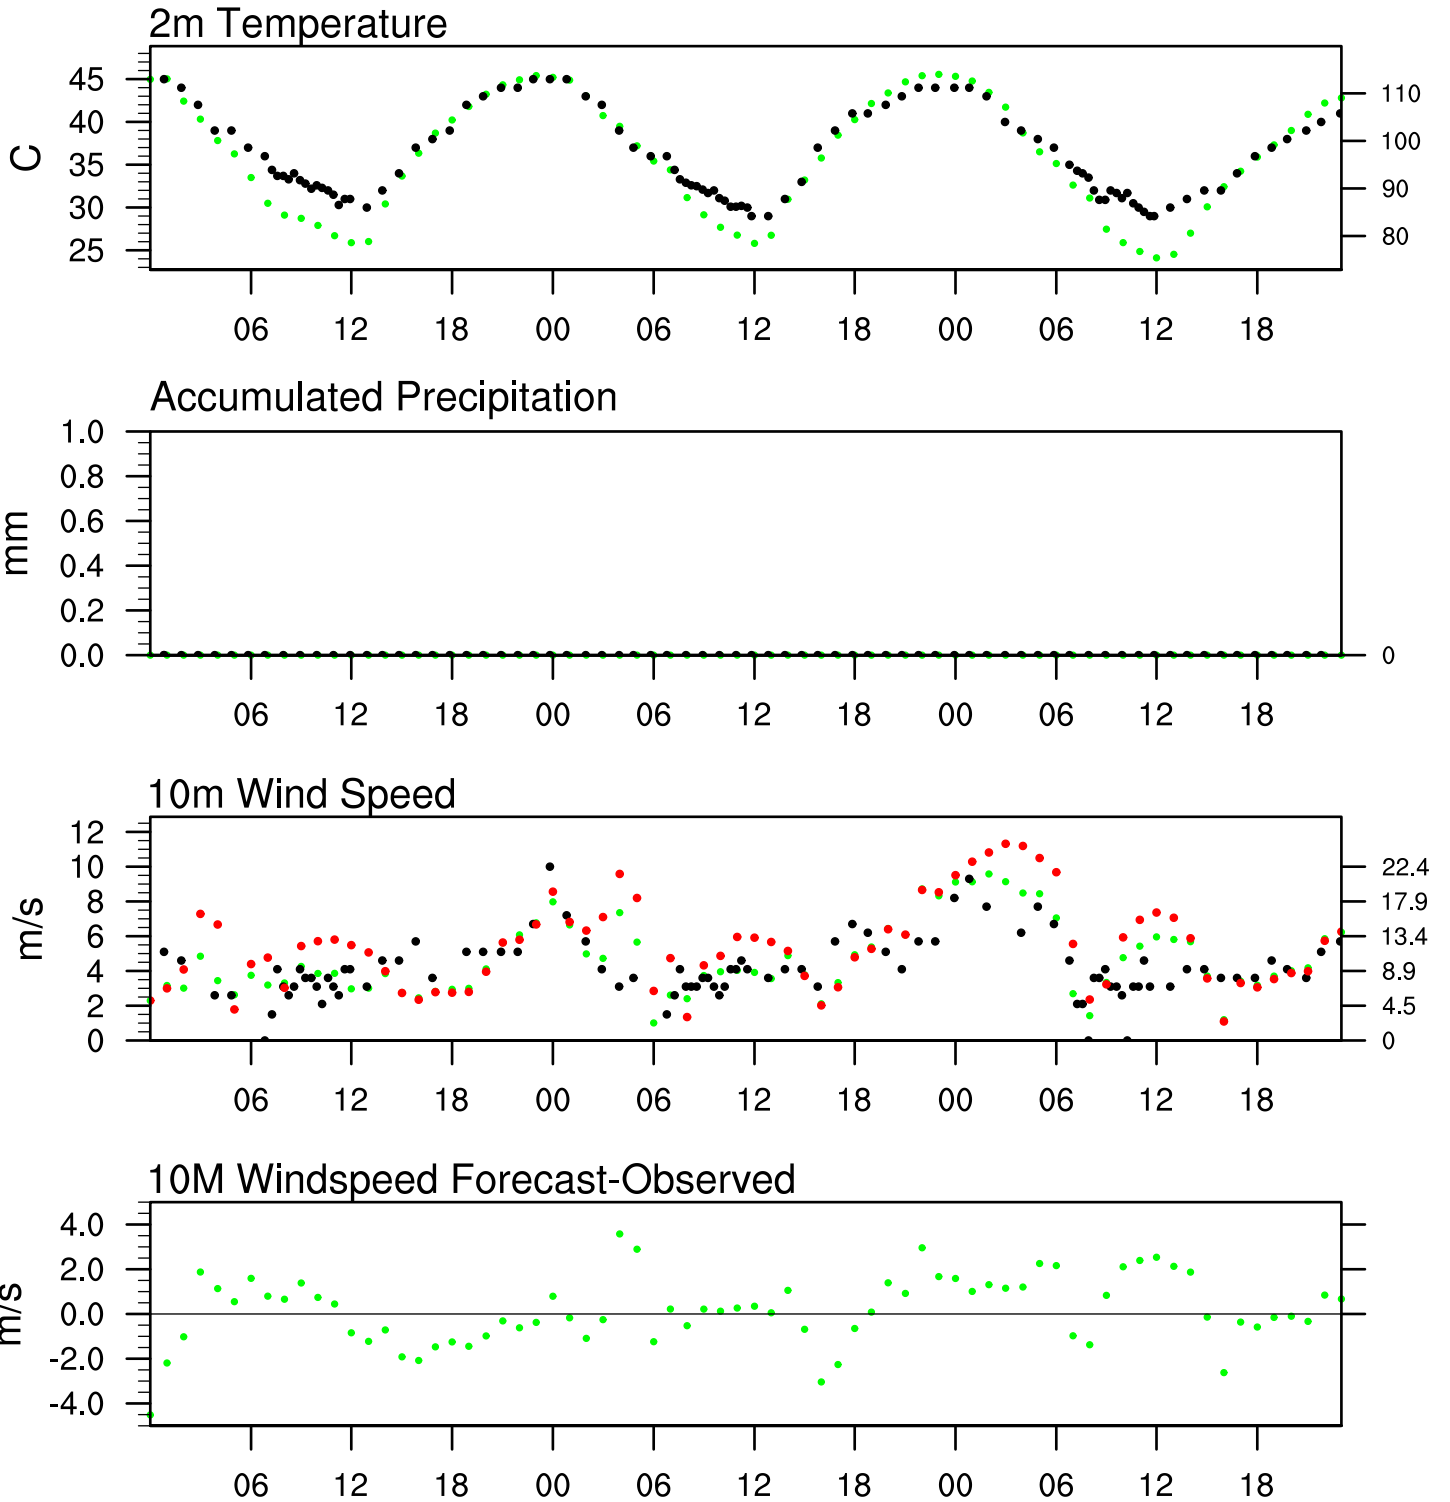 2m Temperature
C
45
40
35
30
25
110
100
90
80
06 12 18 00 06 12 18 00 06 12 18
Accumulated Precipitation
mm
1.0
0.8
0.6
0.4
0.2
0.0
0
06 12 18 00 06 12 18 00 06 12 18
10m Wind Speed
m/s
12
10
8
6
4
2
0
22.4
17.9
13.4
8.9
4.5
0
06 12 18 00 06 12 18 00 06 12 18
10M Windspeed Forecast-Observed
m/s
4.0
2.0
0.0
-2.0
-4.0
06 12 18 00 06 12 18 00 06 12 18